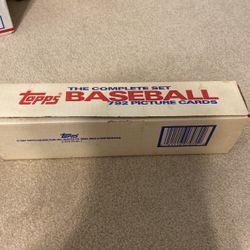 topps
THE COMPLETE SET
BASEBALL
792 PICTURE CARDS
topps